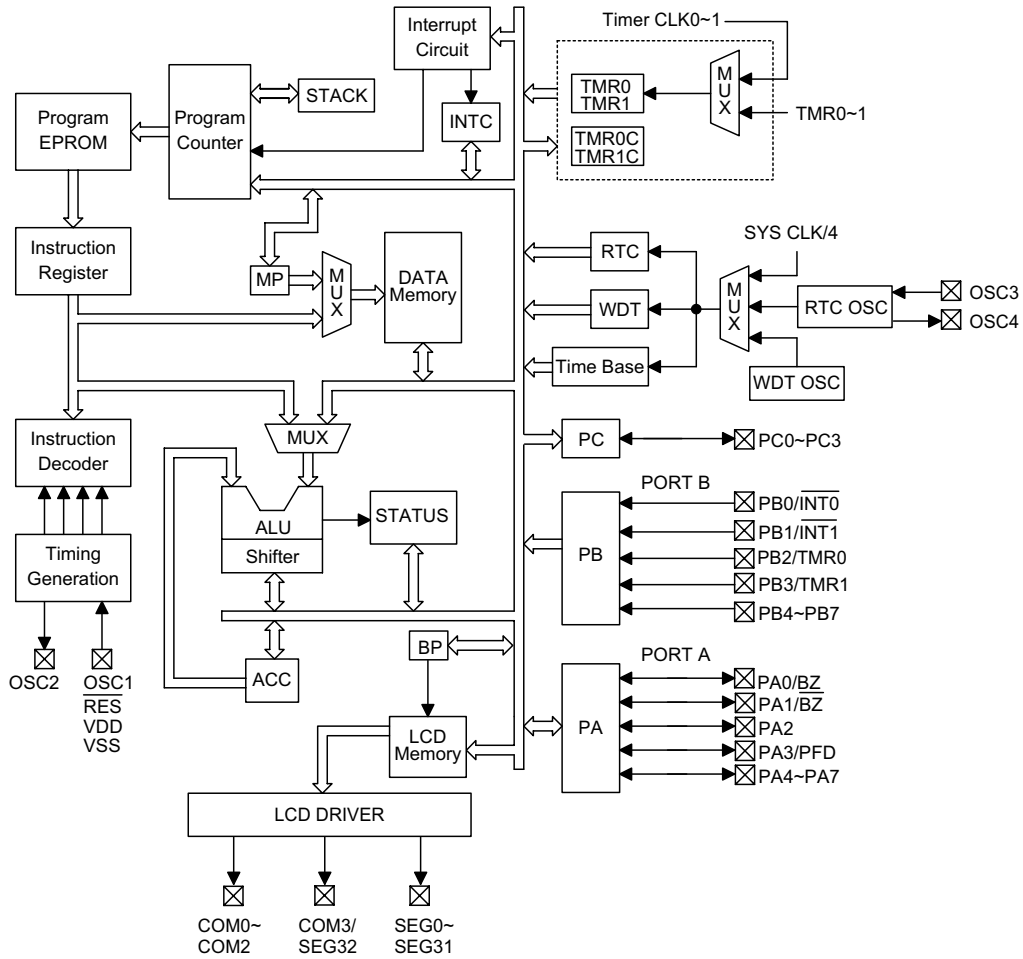 Timer CLK0~1
Interrupt
Circuit
STACK
INTC
TMR0
TMR1
MUX
TMR0~1
TMR0C
TMR1C
Program
EPROM
Program
Counter
Instruction
Register
MP
MUX
DATA
Memory
RTC
WDT
Time Base
SYS CLK/4
MUX
RTC OSC
OSC3
OSC4
WDT OSC
Instruction
Decoder
MUX
ALU
Shifter
STATUS
Timing
Generation
OSC2
OSC1
RES
VDD
VSS
ACC
BP
LCD
Memory
LCD DRIVER
COM0~
COM2
COM3/
SEG32
SEG0~
SEG31
PC
PC0~PC3
PORT B
PB
PB0/INT0
PB1/INT1
PB2/TMR0
PB3/TMR1
PB4~PB7
PORT A
PA
PA0/BZ
PA1/BZ
PA2
PA3/PFD
PA4~PA7